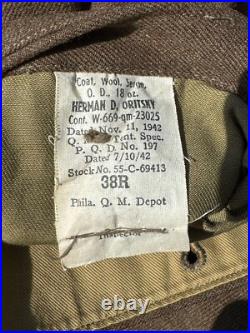 Coat, Wool, Serge,
O. D., 18 oz.
HERMAN D. ORITSKY
Cont. W-669-qm-23025
Dated Nov. 11, 1942
Q. Tent. Spec.
P. Q. D. No. 197
Dated 7/10/42
Stock No. 55-C-69413
38R
Phila. Q. M. Depot
INSPECTOR